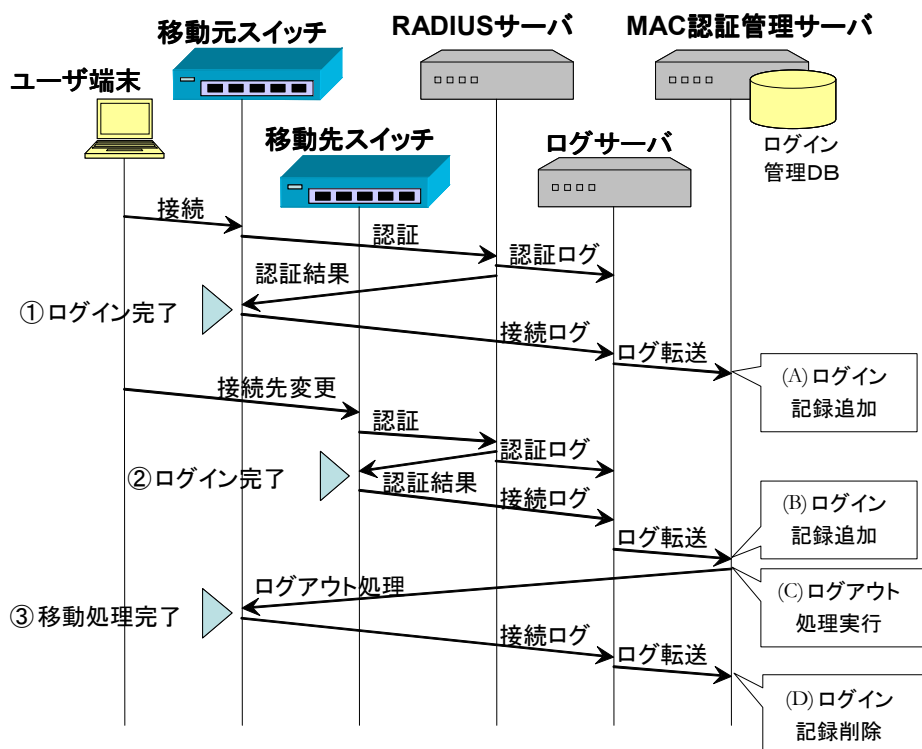 移動元スイッチ
RADIUSサーバ
MAC認証管理サーバ
ユーザ端末
移動先スイッチ
ログサーバ
ログイン
管理DB
接続
認証
認証ログ
認証結果
①ログイン完了
接続ログ
ログ転送
(A) ログイン
記録追加
接続先変更
認証
認証ログ
②ログイン完了
認証結果
接続ログ
(B) ログイン
記録追加
ログ転送
ログアウト処理
(C) ログアウト
処理実行
③移動処理完了
接続ログ
ログ転送
(D) ログイン
記録削除